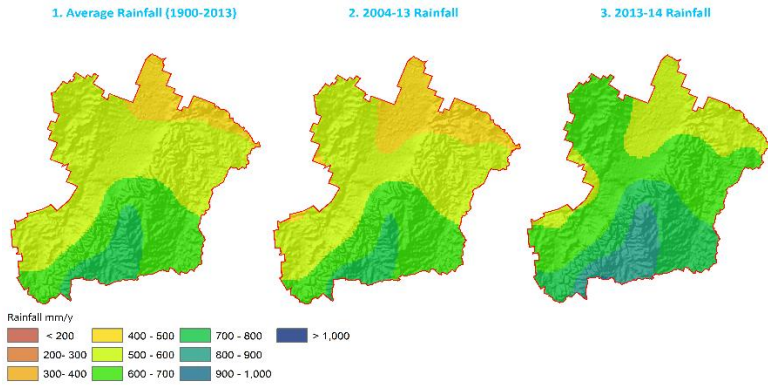 1. Average Rainfall (1900-2013) 2. 2004-13 Rainfall 3. 2013-14 Rainfall
Rainfall mm/y
< 200 400 - 500 700 - 800 > 1,000
200- 300 500 - 600 800 - 900
300- 400 600 - 700 900 - 1,000